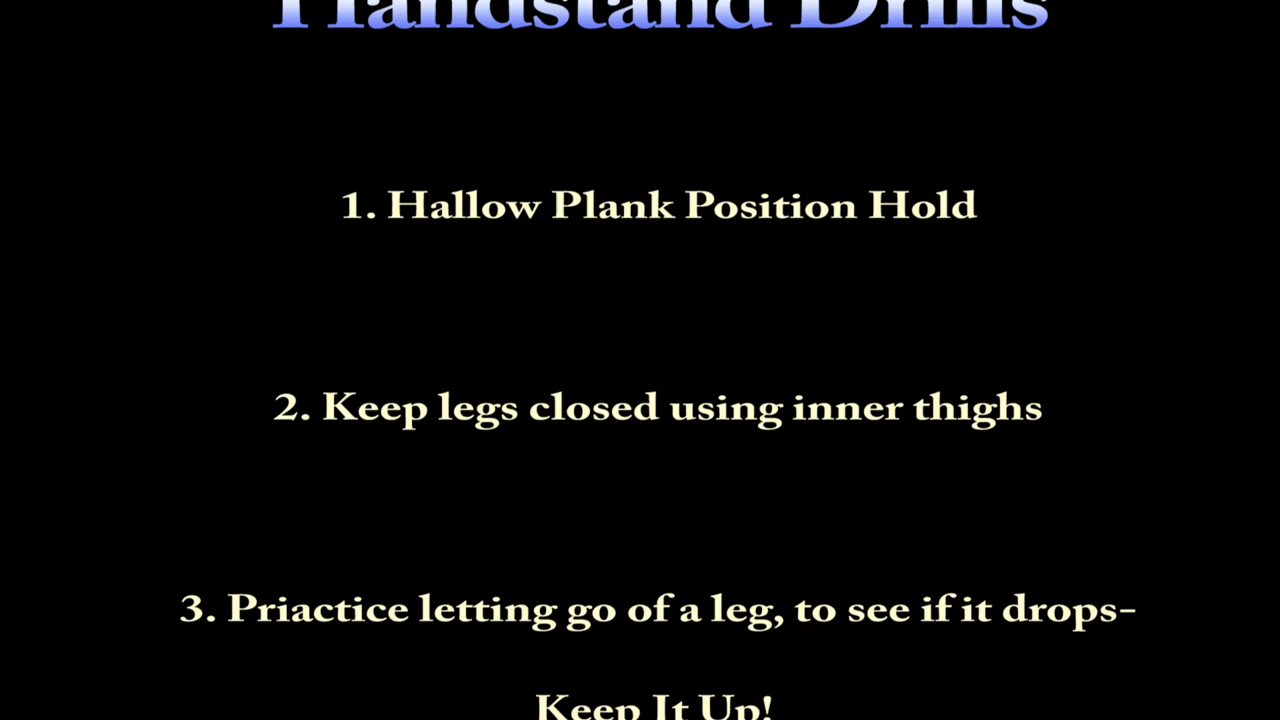 Handstand Drills
1. Hallow Plank Position Hold
2. Keep legs closed using inner thighs
3. Priactice letting go of a leg, to see if it drops-
Keep It Up!